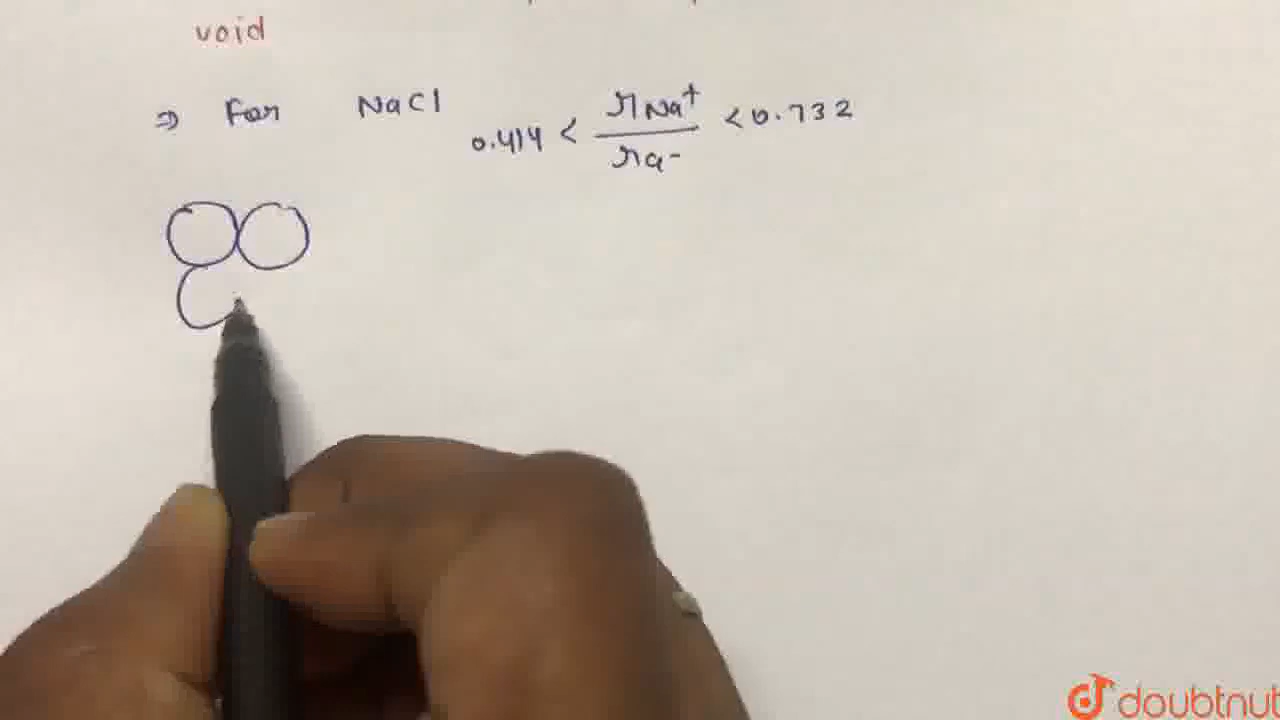 void
⇒ For NaCl 0.414 < rNa+ / rCl- < 0.732
doubtnut